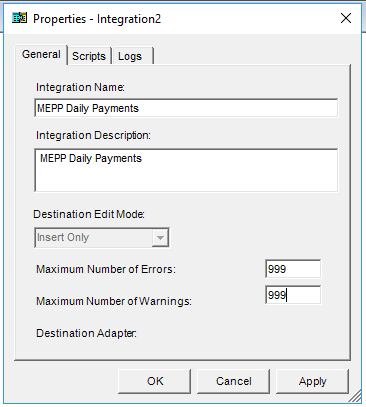 Properties - Integration2
General Scripts Logs
Integration Name:
MEPP Daily Payments
Integration Description:
MEPP Daily Payments
Destination Edit Mode:
Insert Only
Maximum Number of Errors: 999
Maximum Number of Warnings: 999
Destination Adapter:
OK Cancel Apply